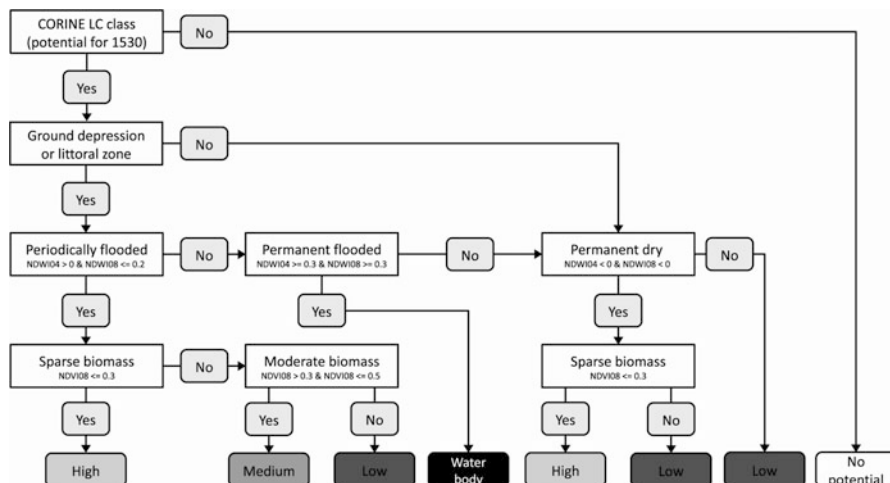 CORINE LC class
(potential for 1530)
No
Yes
Ground depression
or littoral zone
No
Yes
Periodically flooded
NDWI04 > 0 & NDWI08 <= 0.2
No
Permanent flooded
NDWI04 >= 0.3 & NDWI08 >= 0.3
No
Permanent dry
NDWI04 < 0 & NDWI08 < 0
No
Yes
Yes
Yes
Sparse biomass
NDVI08 <= 0.3
No
Moderate biomass
NDVI08 > 0.3 & NDVI08 <= 0.5
Sparse biomass
NDVI08 <= 0.3
Yes
Yes
No
Yes
No
High
Medium
Low
Water
body
High
Low
Low
No
potential